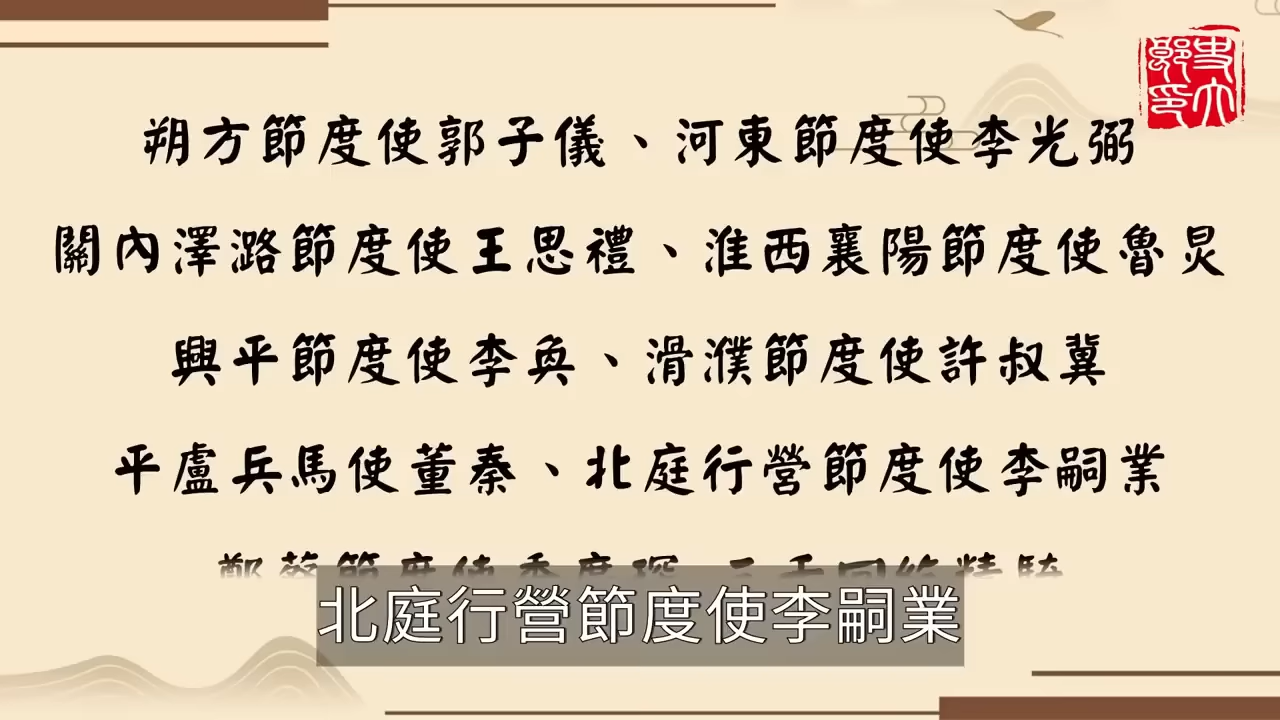 朔方節度使郭子儀、河東節度使李光弼
關內澤潞節度使王思禮、淮西襄陽節度使魯炅
興平節度使李奐、滑濮節度使許叔冀
平盧兵馬使董秦、北庭行營節度使李嗣業
北庭行營節度使李嗣業